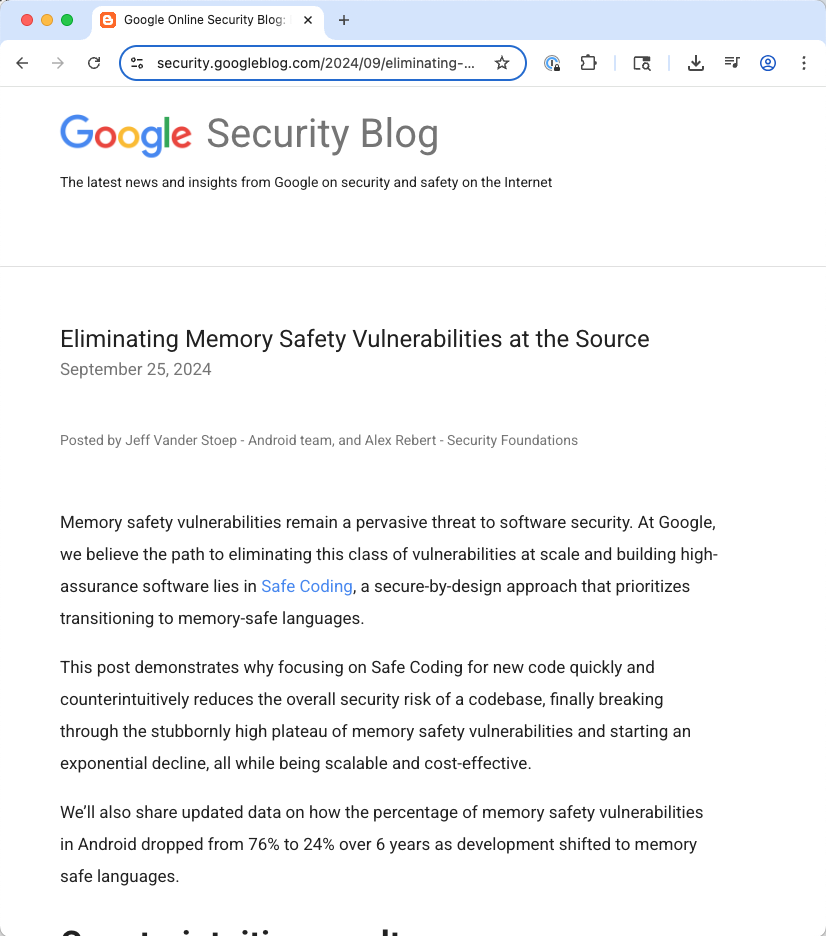 Google Online Security Blog:
security.googleblog.com/2024/09/eliminating-...
Google Security Blog
The latest news and insights from Google on security and safety on the Internet
Eliminating Memory Safety Vulnerabilities at the Source
September 25, 2024
Posted by Jeff Vander Stoep - Android team, and Alex Rebert - Security Foundations
Memory safety vulnerabilities remain a pervasive threat to software security. At Google,
we believe the path to eliminating this class of vulnerabilities at scale and building high-
assurance software lies in Safe Coding, a secure-by-design approach that prioritizes
transitioning to memory-safe languages.
This post demonstrates why focusing on Safe Coding for new code quickly and
counterintuitively reduces the overall security risk of a codebase, finally breaking
through the stubbornly high plateau of memory safety vulnerabilities and starting an
exponential decline, all while being scalable and cost-effective.
We’ll also share updated data on how the percentage of memory safety vulnerabilities
in Android dropped from 76% to 24% over 6 years as development shifted to memory
safe languages.